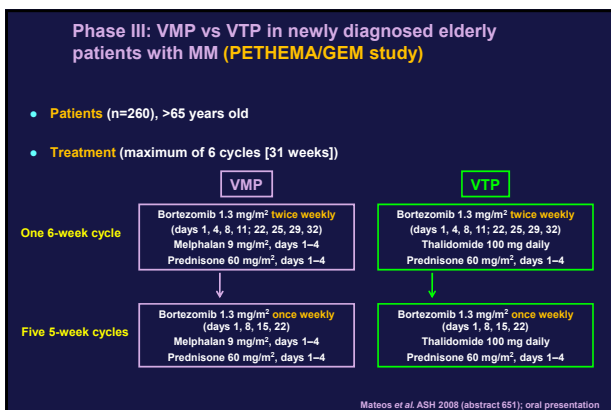 Phase III: VMP vs VTP in newly diagnosed elderly
patients with MM (PETHEMA/GEM study)
● Patients (n=260), >65 years old
● Treatment (maximum of 6 cycles [31 weeks])
VMP
VTP
One 6-week cycle
Bortezomib 1.3 mg/m² twice weekly
(days 1, 4, 8, 11; 22, 25, 29, 32)
Melphalan 9 mg/m², days 1–4
Prednisone 60 mg/m², days 1–4
Bortezomib 1.3 mg/m² twice weekly
(days 1, 4, 8, 11; 22, 25, 29, 32)
Thalidomide 100 mg daily
Prednisone 60 mg/m², days 1–4
Five 5-week cycles
Bortezomib 1.3 mg/m² once weekly
(days 1, 8, 15, 22)
Melphalan 9 mg/m², days 1–4
Prednisone 60 mg/m², days 1–4
Bortezomib 1.3 mg/m² once weekly
(days 1, 8, 15, 22)
Thalidomide 100 mg daily
Prednisone 60 mg/m², days 1–4
Mateos et al. ASH 2008 (abstract 651); oral presentation